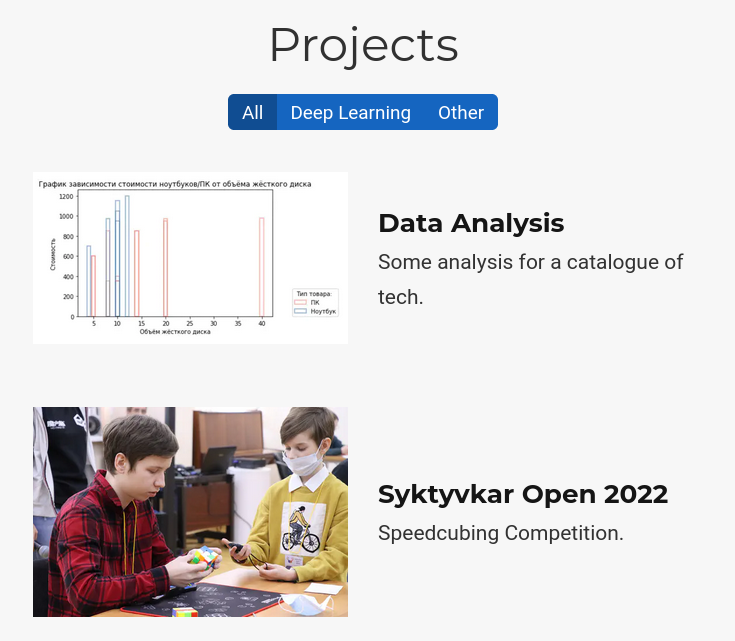 Projects
All Deep Learning Other
График зависимости стоимости ноутбуков/ПК от объёма жёсткого диска
1200
1000
800
600
400
200
0
Стоимость
5 10 15 20 25 30 35 40
Объём жёсткого диска
Тип товара:
ПК
Ноутбук
Data Analysis
Some analysis for a catalogue of
tech.
Syktyvkar Open 2022
Speedcubing Competition.